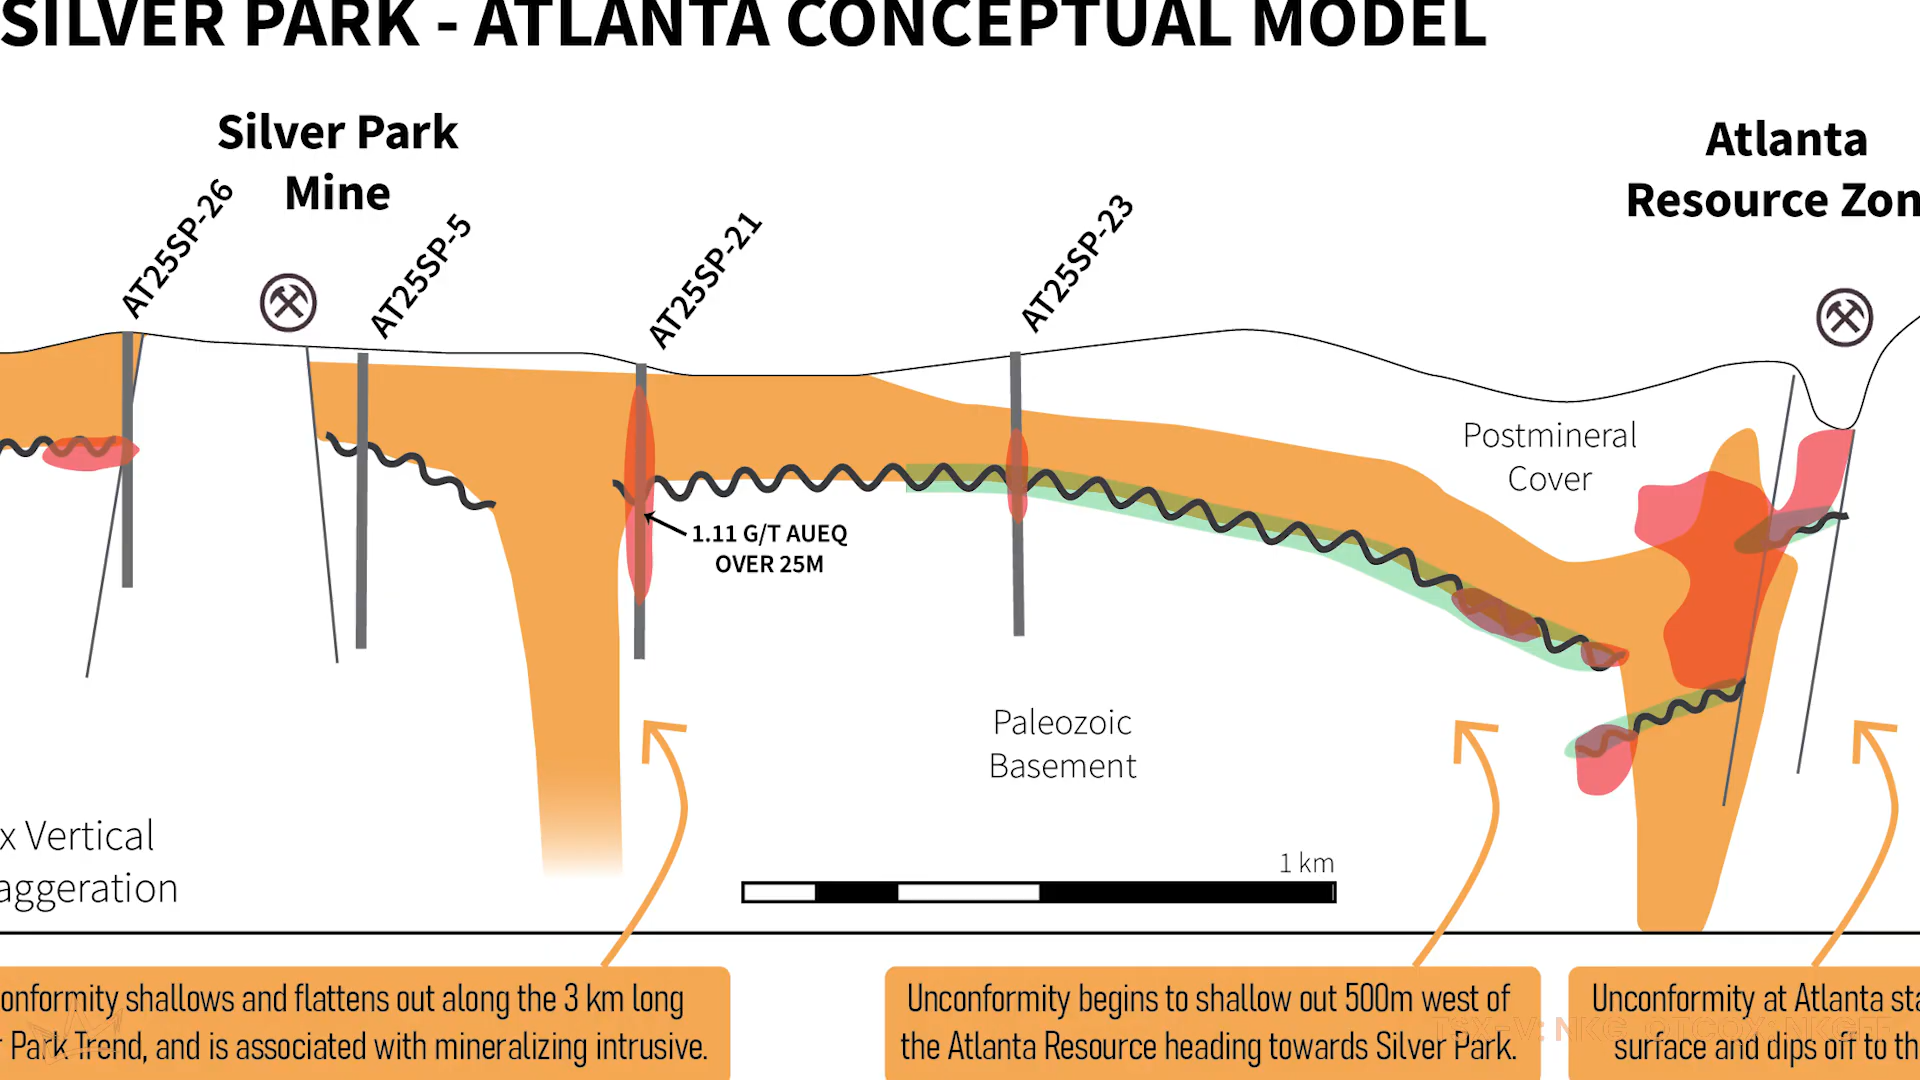 SILVER PARK - ATLANTA CONCEPTUAL MODEL
Silver Park
Mine
Atlanta
Resource Zon
AT25SP-26
AT25SP-5
AT25SP-21
AT25SP-23
Postmineral
Cover
1.11 G/T AUEQ
OVER 25M
Paleozoic
Basement
x Vertical
aggeration
1 km
onformity shallows and flattens out along the 3 km long
r Park Trend, and is associated with mineralizing intrusive.
Unconformity begins to shallow out 500m west of
the Atlanta Resource heading towards Silver Park.
Unconformity at Atlanta sta
surface and dips off to th